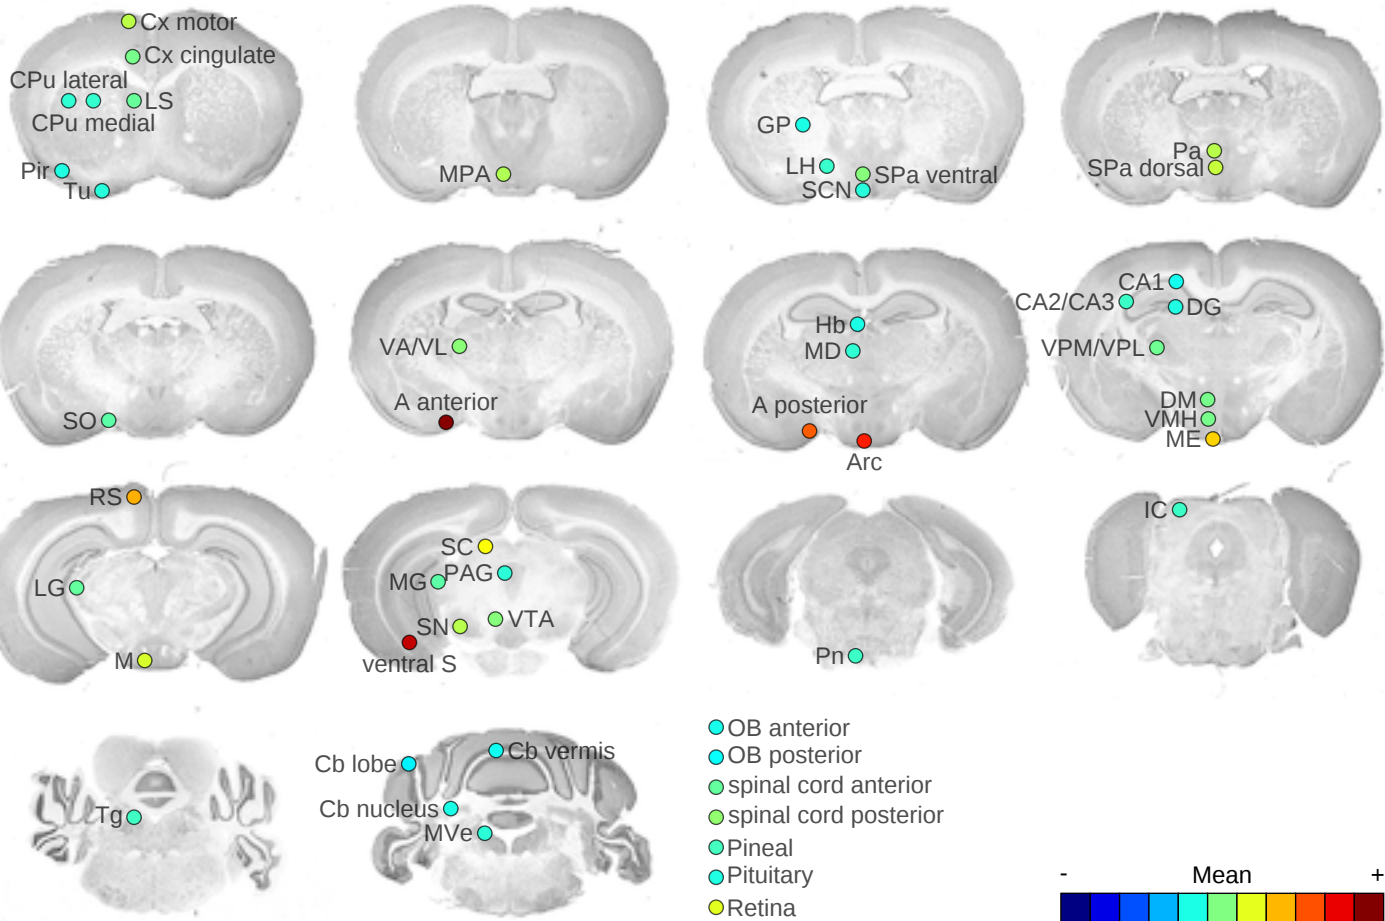 Cx motor
Cx cingulate
CPu lateral
LS
CPu medial
Pir
Tu
MPA
GP
LH
SPa ventral
SCN
Pa
SPa dorsal
SO
VA/VL
A anterior
Hb
MD
A posterior
Arc
CA1
CA2/CA3
DG
VPM/VPL
DM
VMH
ME
RS
LG
M
SC
PAG
MG
VTA
SN
ventral S
Pn
IC
Tg
Cb vermis
Cb lobe
Cb nucleus
MVe
OB anterior
OB posterior
spinal cord anterior
spinal cord posterior
Pineal
Pituitary
Retina
- Mean +